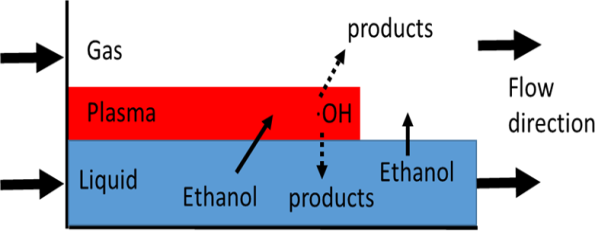 products
Gas
Flow
direction
Plasma
·OH
Liquid
Ethanol
Ethanol
products